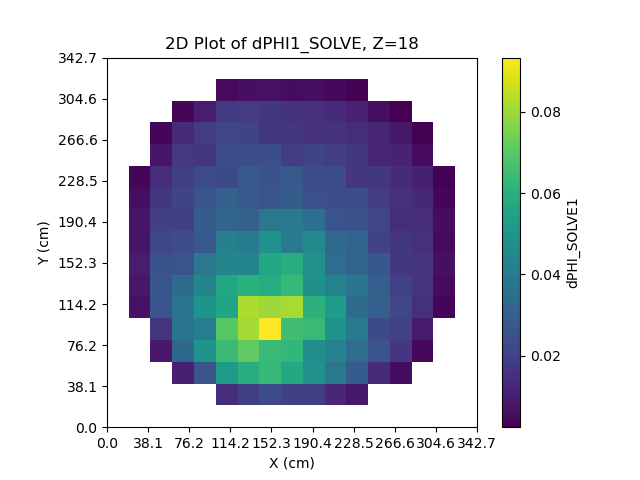 2D Plot of dPHI1_SOLVE, Z=18
342.7
304.6
266.6
228.5
190.4
152.3
114.2
76.2
38.1
0.0
Y (cm)
0.0 38.1 76.2 114.2 152.3 190.4 228.5 266.6 304.6 342.7
X (cm)
0.08
0.06
0.04
0.02
dPHI_SOLVE1